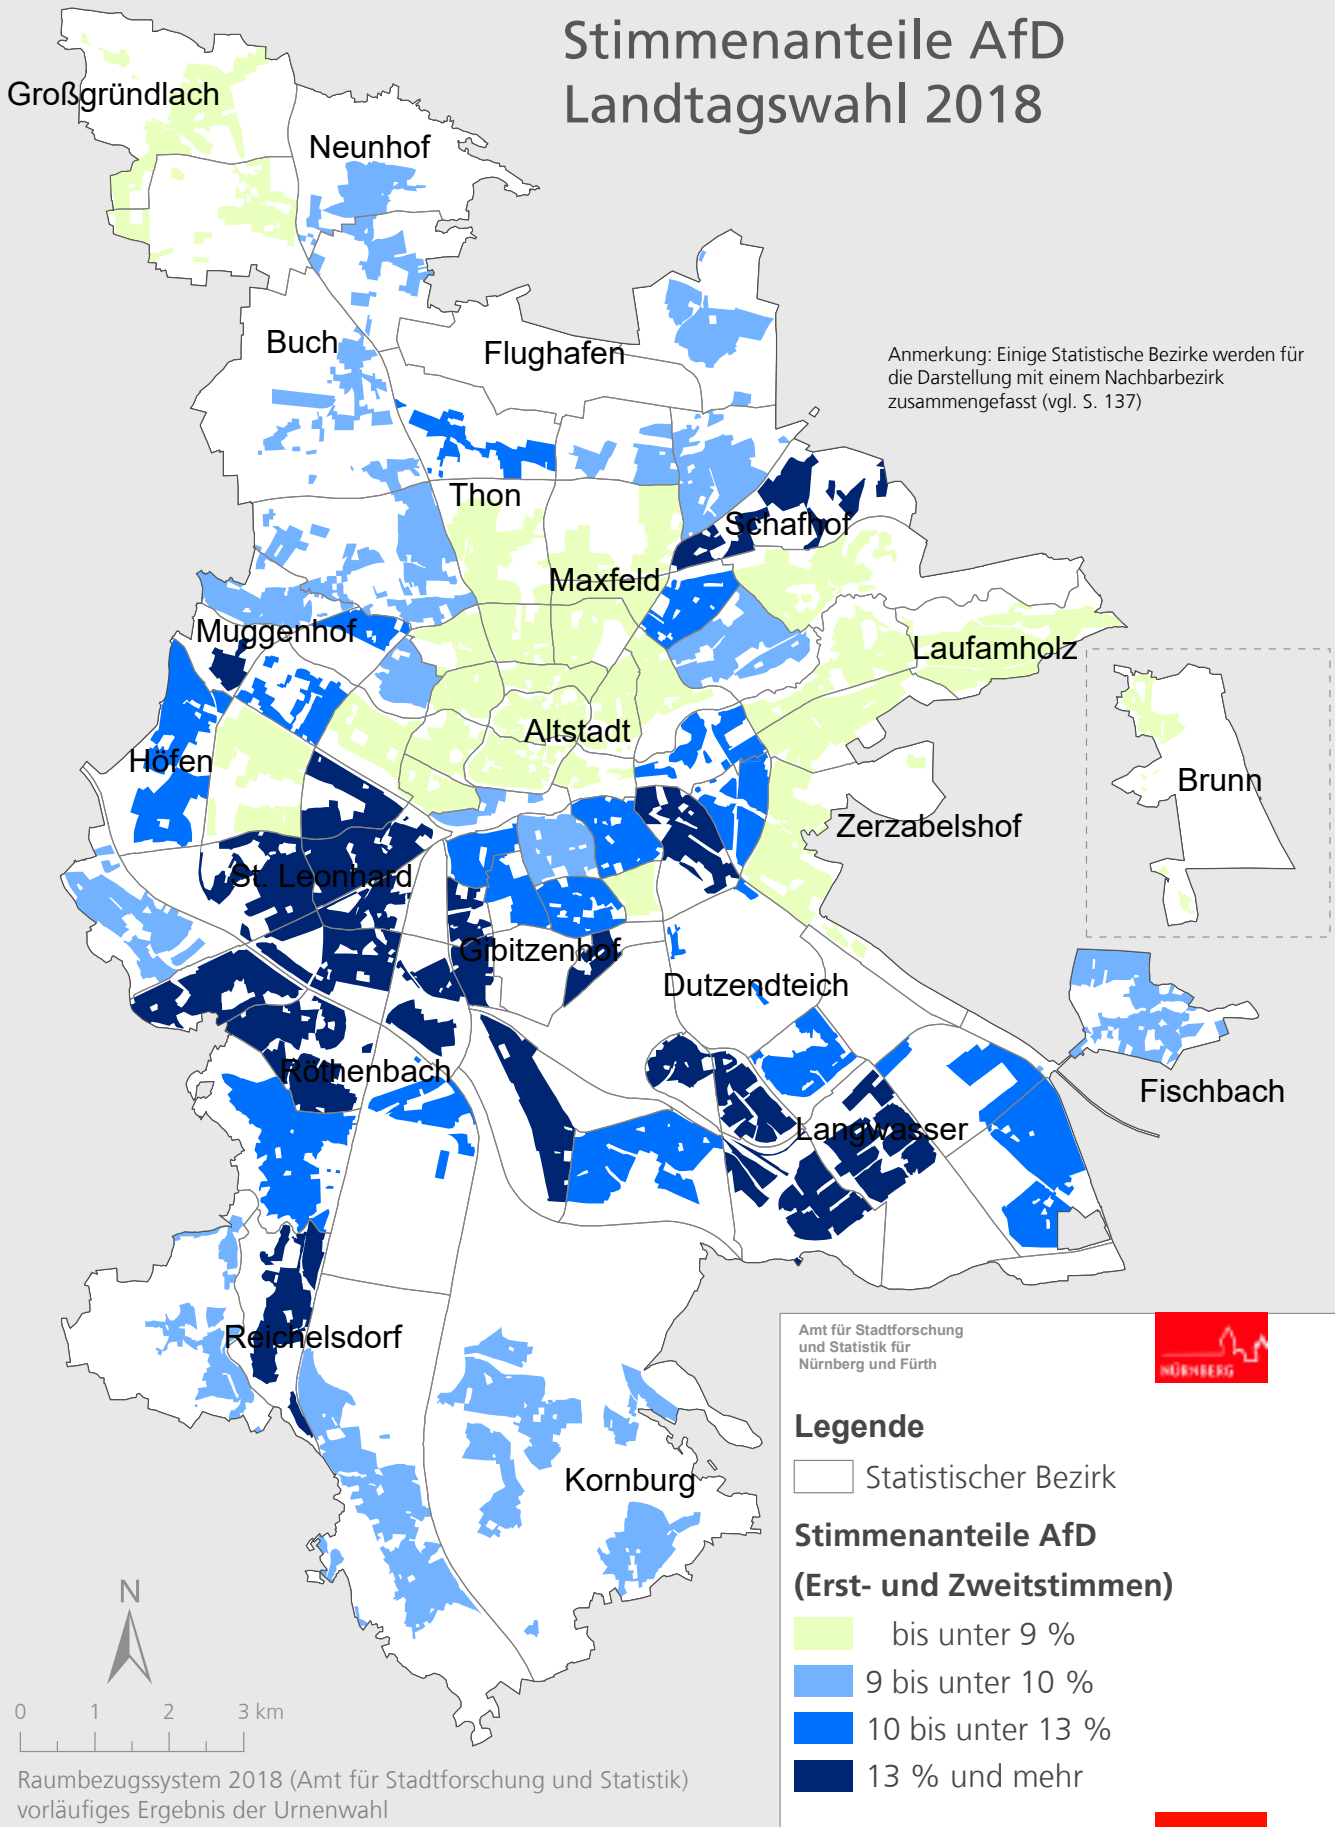 Stimmenanteile AfD
Landtagswahl 2018
Großgründlach
Neunhof
Buch
Flughafen
Anmerkung: Einige Statistische Bezirke werden für
die Darstellung mit einem Nachbarbezirk
zusammengefasst (vgl. S. 137)
Thon
Schafhof
Maxfeld
Muggenhof
Laufamholz
Altstadt
Höfen
Brunn
Zerzabelshof
St. Leonhard
Gibitzenhof
Dutzendteich
Röthenbach
Fischbach
Langwasser
Reichelsdorf
Kornburg
Amt für Stadtforschung
und Statistik für
Nürnberg und Fürth
NÜRNBERG
Legende
Statistischer Bezirk
Stimmenanteile AfD
(Erst- und Zweitstimmen)
bis unter 9 %
9 bis unter 10 %
10 bis unter 13 %
13 % und mehr
N
0 1 2 3 km
Raumbezugssystem 2018 (Amt für Stadtforschung und Statistik)
vorläufiges Ergebnis der Urnenwahl